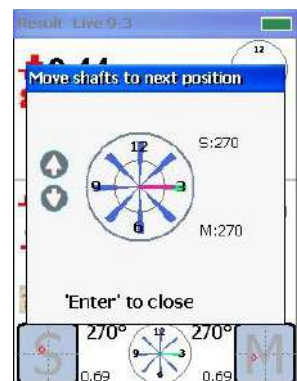 Result Live 9-3
12
Move shafts to next position
S:270
12
9
3
6
M:270
'Enter' to close
S
270°
12
9
3
6
270°
M
0.69
0.69